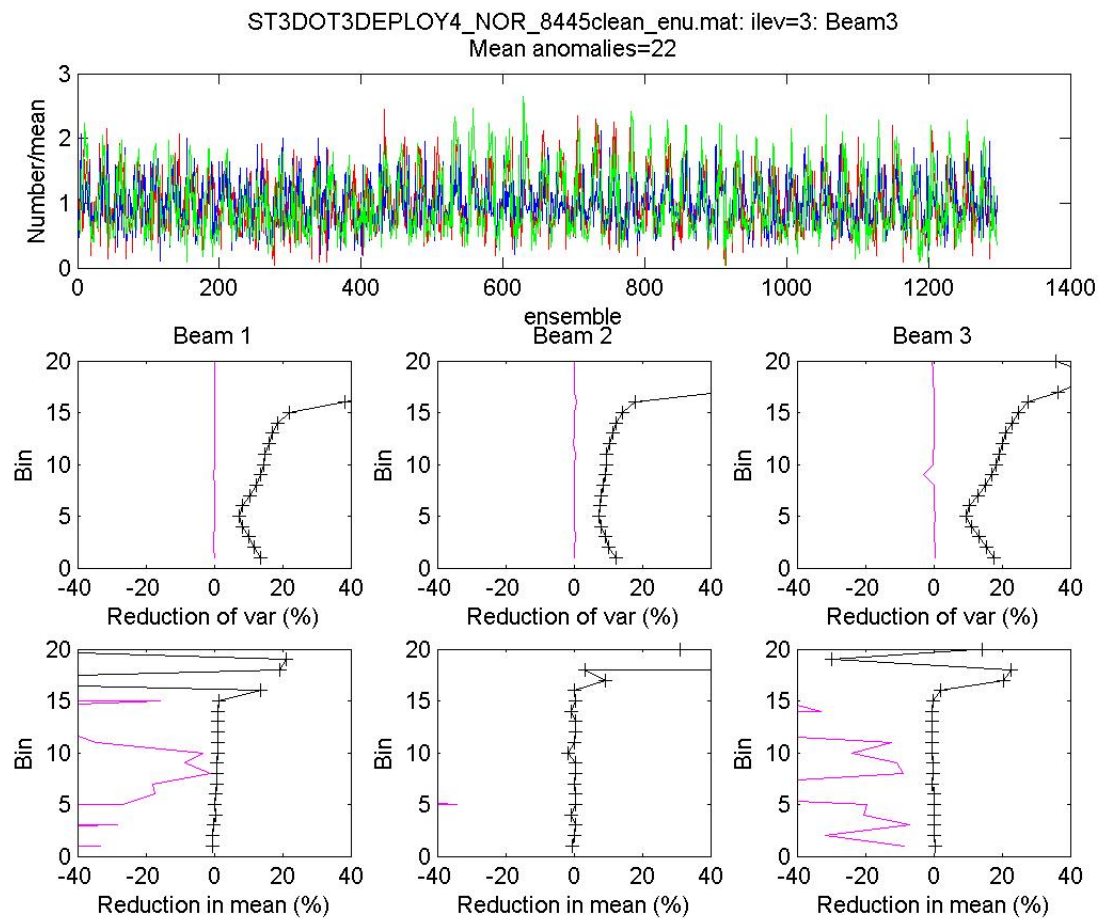 ST3DOT3DEPLOY4_NOR_8445clean_enu.mat: ilev=3: Beam3
Mean anomalies=22
Number/mean
3
2
1
0
0 200 400 600 800 1000 1200 1400
ensemble
Beam 1 Beam 2 Beam 3
Bin Bin Bin
20 20 20
15 15 15
10 10 10
5 5 5
0 0 0
-40 -20 0 20 40 -40 -20 0 20 40 -40 -20 0 20 40
Reduction of var (%) Reduction of var (%) Reduction of var (%)
Bin Bin Bin
20 20 20
15 15 15
10 10 10
5 5 5
0 0 0
-40 -20 0 20 40 -40 -20 0 20 40 -40 -20 0 20 40
Reduction in mean (%) Reduction in mean (%) Reduction in mean (%)